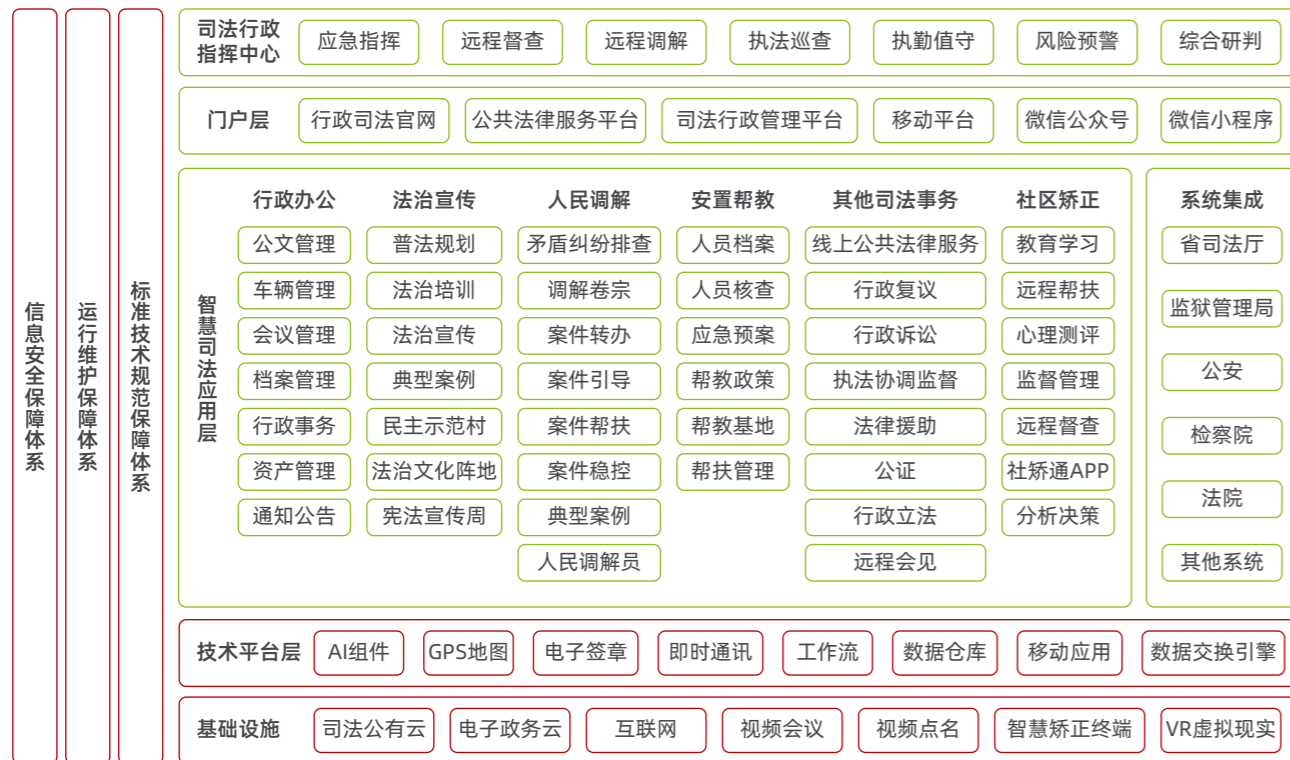 信息安全保障体系
运行维护保障体系
标准技术规范保障体系
司法行政
指挥中心
应急指挥
远程督查
远程调解
执法巡查
执勤值守
风险预警
综合研判
门户层
行政司法官网
公共法律服务平台
司法行政管理平台
移动平台
微信公众号
微信小程序
智慧司法应用层
行政办公
公文管理
车辆管理
会议管理
档案管理
行政事务
资产管理
通知公告
法治宣传
普法规划
法治培训
法治宣传
典型案例
民主示范村
法治文化阵地
宪法宣传周
人民调解
矛盾纠纷排查
调解卷宗
案件转办
案件引导
案件帮扶
案件稳控
典型案例
人民调解员
安置帮教
人员档案
人员核查
应急预案
帮教政策
帮教基地
帮扶管理
其他司法事务
线上公共法律服务
行政复议
行政诉讼
执法协调监督
法律援助
公证
行政立法
远程会见
社区矫正
教育学习
远程帮扶
心理测评
监督管理
远程督查
社矫通APP
分析决策
系统集成
省司法厅
监狱管理局
公安
检察院
法院
其他系统
技术平台层
AI组件
GPS地图
电子签章
即时通讯
工作流
数据仓库
移动应用
数据交换引擎
基础设施
司法公有云
电子政务云
互联网
视频会议
视频点名
智慧矫正终端
VR虚拟现实